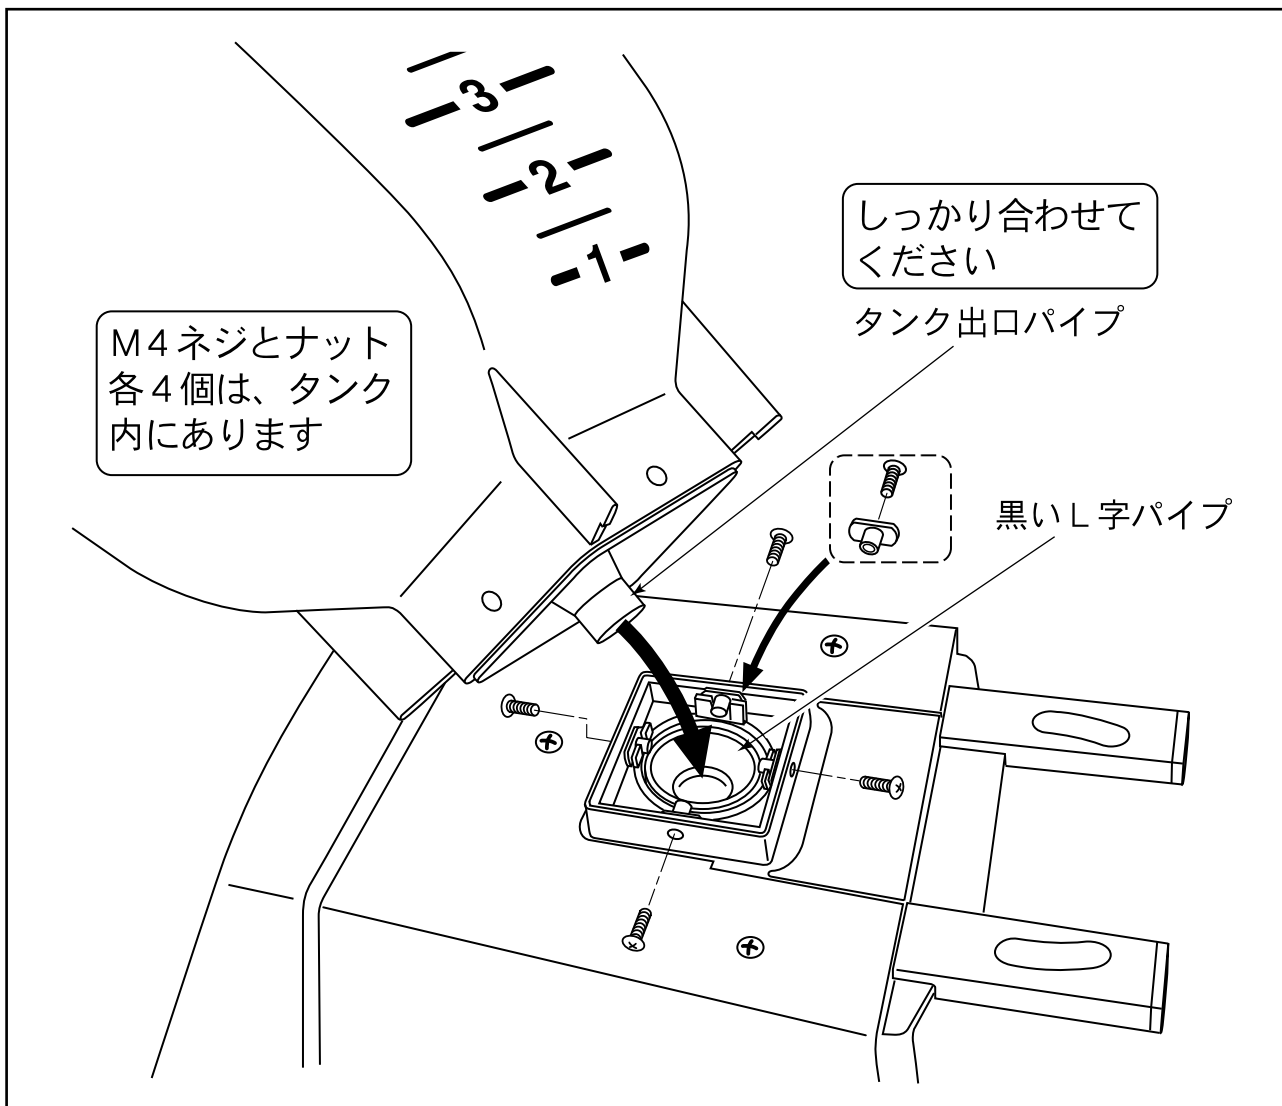 3
2
1
しっかり合わせて
ください
タンク出口パイプ
M4ネジとナット
各4個は、タンク
内にあります
黒いL字パイプ